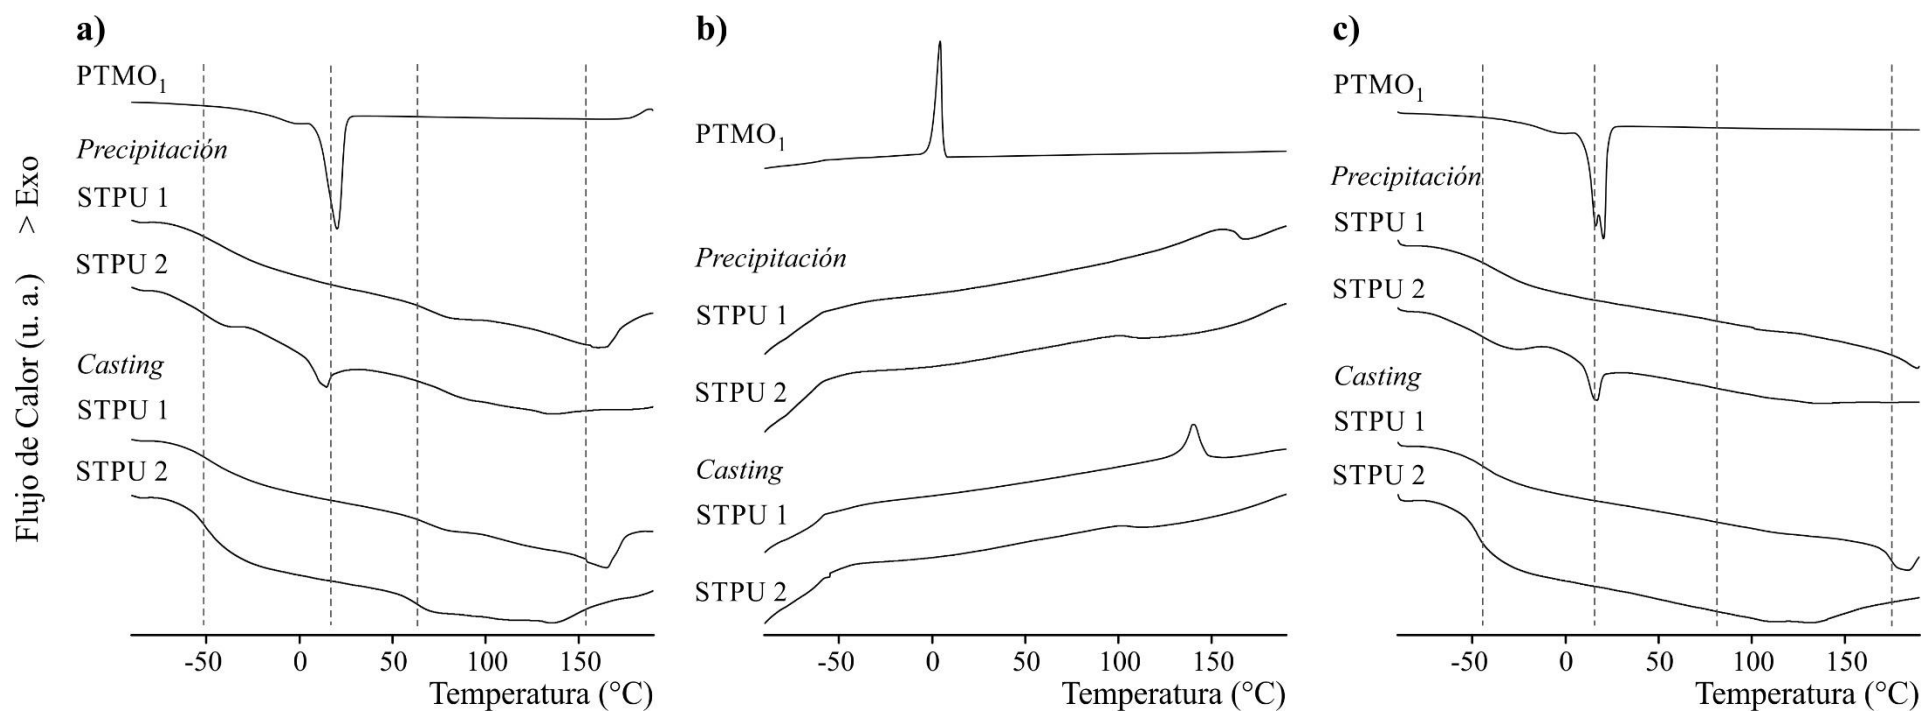 a)
PTMO1
Precipitación
STPU 1
STPU 2
Casting
STPU 1
STPU 2
-50 0 50 100 150
Temperatura (°C)
Flujo de Calor (u. a.) > Exo
b)
PTMO1
Precipitación
STPU 1
STPU 2
Casting
STPU 1
STPU 2
-50 0 50 100 150
Temperatura (°C)
c)
PTMO1
Precipitación
STPU 1
STPU 2
Casting
STPU 1
STPU 2
-50 0 50 100 150
Temperatura (°C)